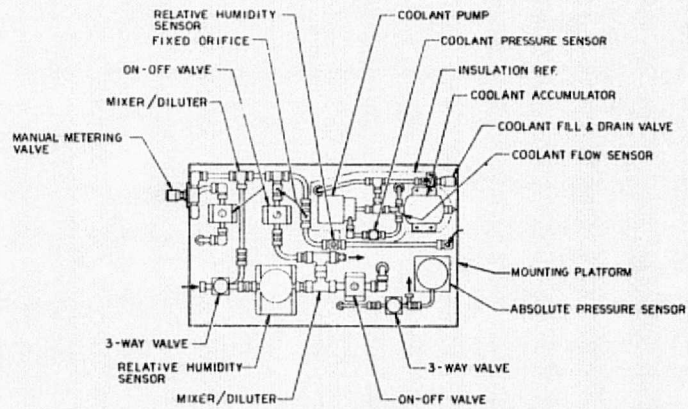 RELATIVE HUMIDITY
SENSOR
FIXED ORIFICE
ON-OFF VALVE
MIXER/DILUTER
MANUAL METERING
VALVE
COOLANT PUMP
COOLANT PRESSURE SENSOR
INSULATION REF.
COOLANT ACCUMULATOR
COOLANT FILL & DRAIN VALVE
COOLANT FLOW SENSOR
MOUNTING PLATFORM
ABSOLUTE PRESSURE SENSOR
3-WAY VALVE
RELATIVE HUMIDITY
SENSOR
MIXER/DILUTER
3-WAY VALVE
ON-OFF VALVE